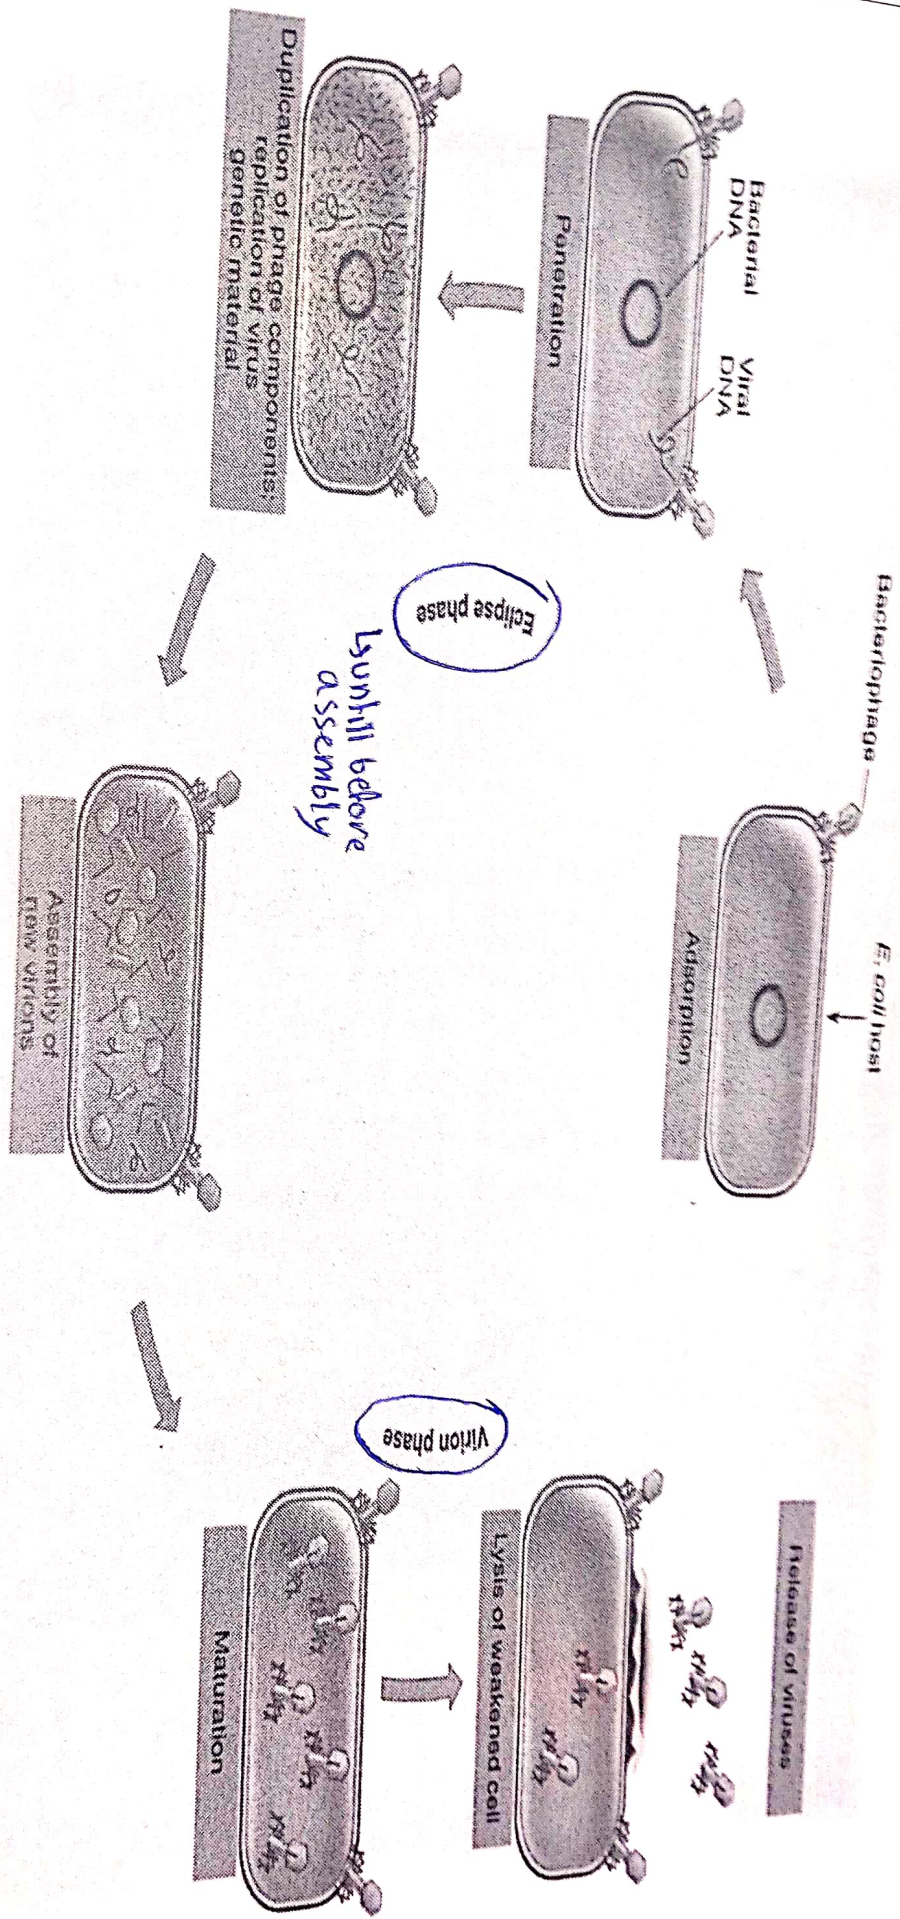 Bacteriophage
E. coli host
Adsorption
Bacterial
DNA
Viral
DNA
Penetration
Duplication of phage components;
replication of virus
genetic material
Eclipse phase
↳ until before
assembly
Assembly of
new virions
Maturation
Virion phase
Lysis of weakened cell
Release of viruses